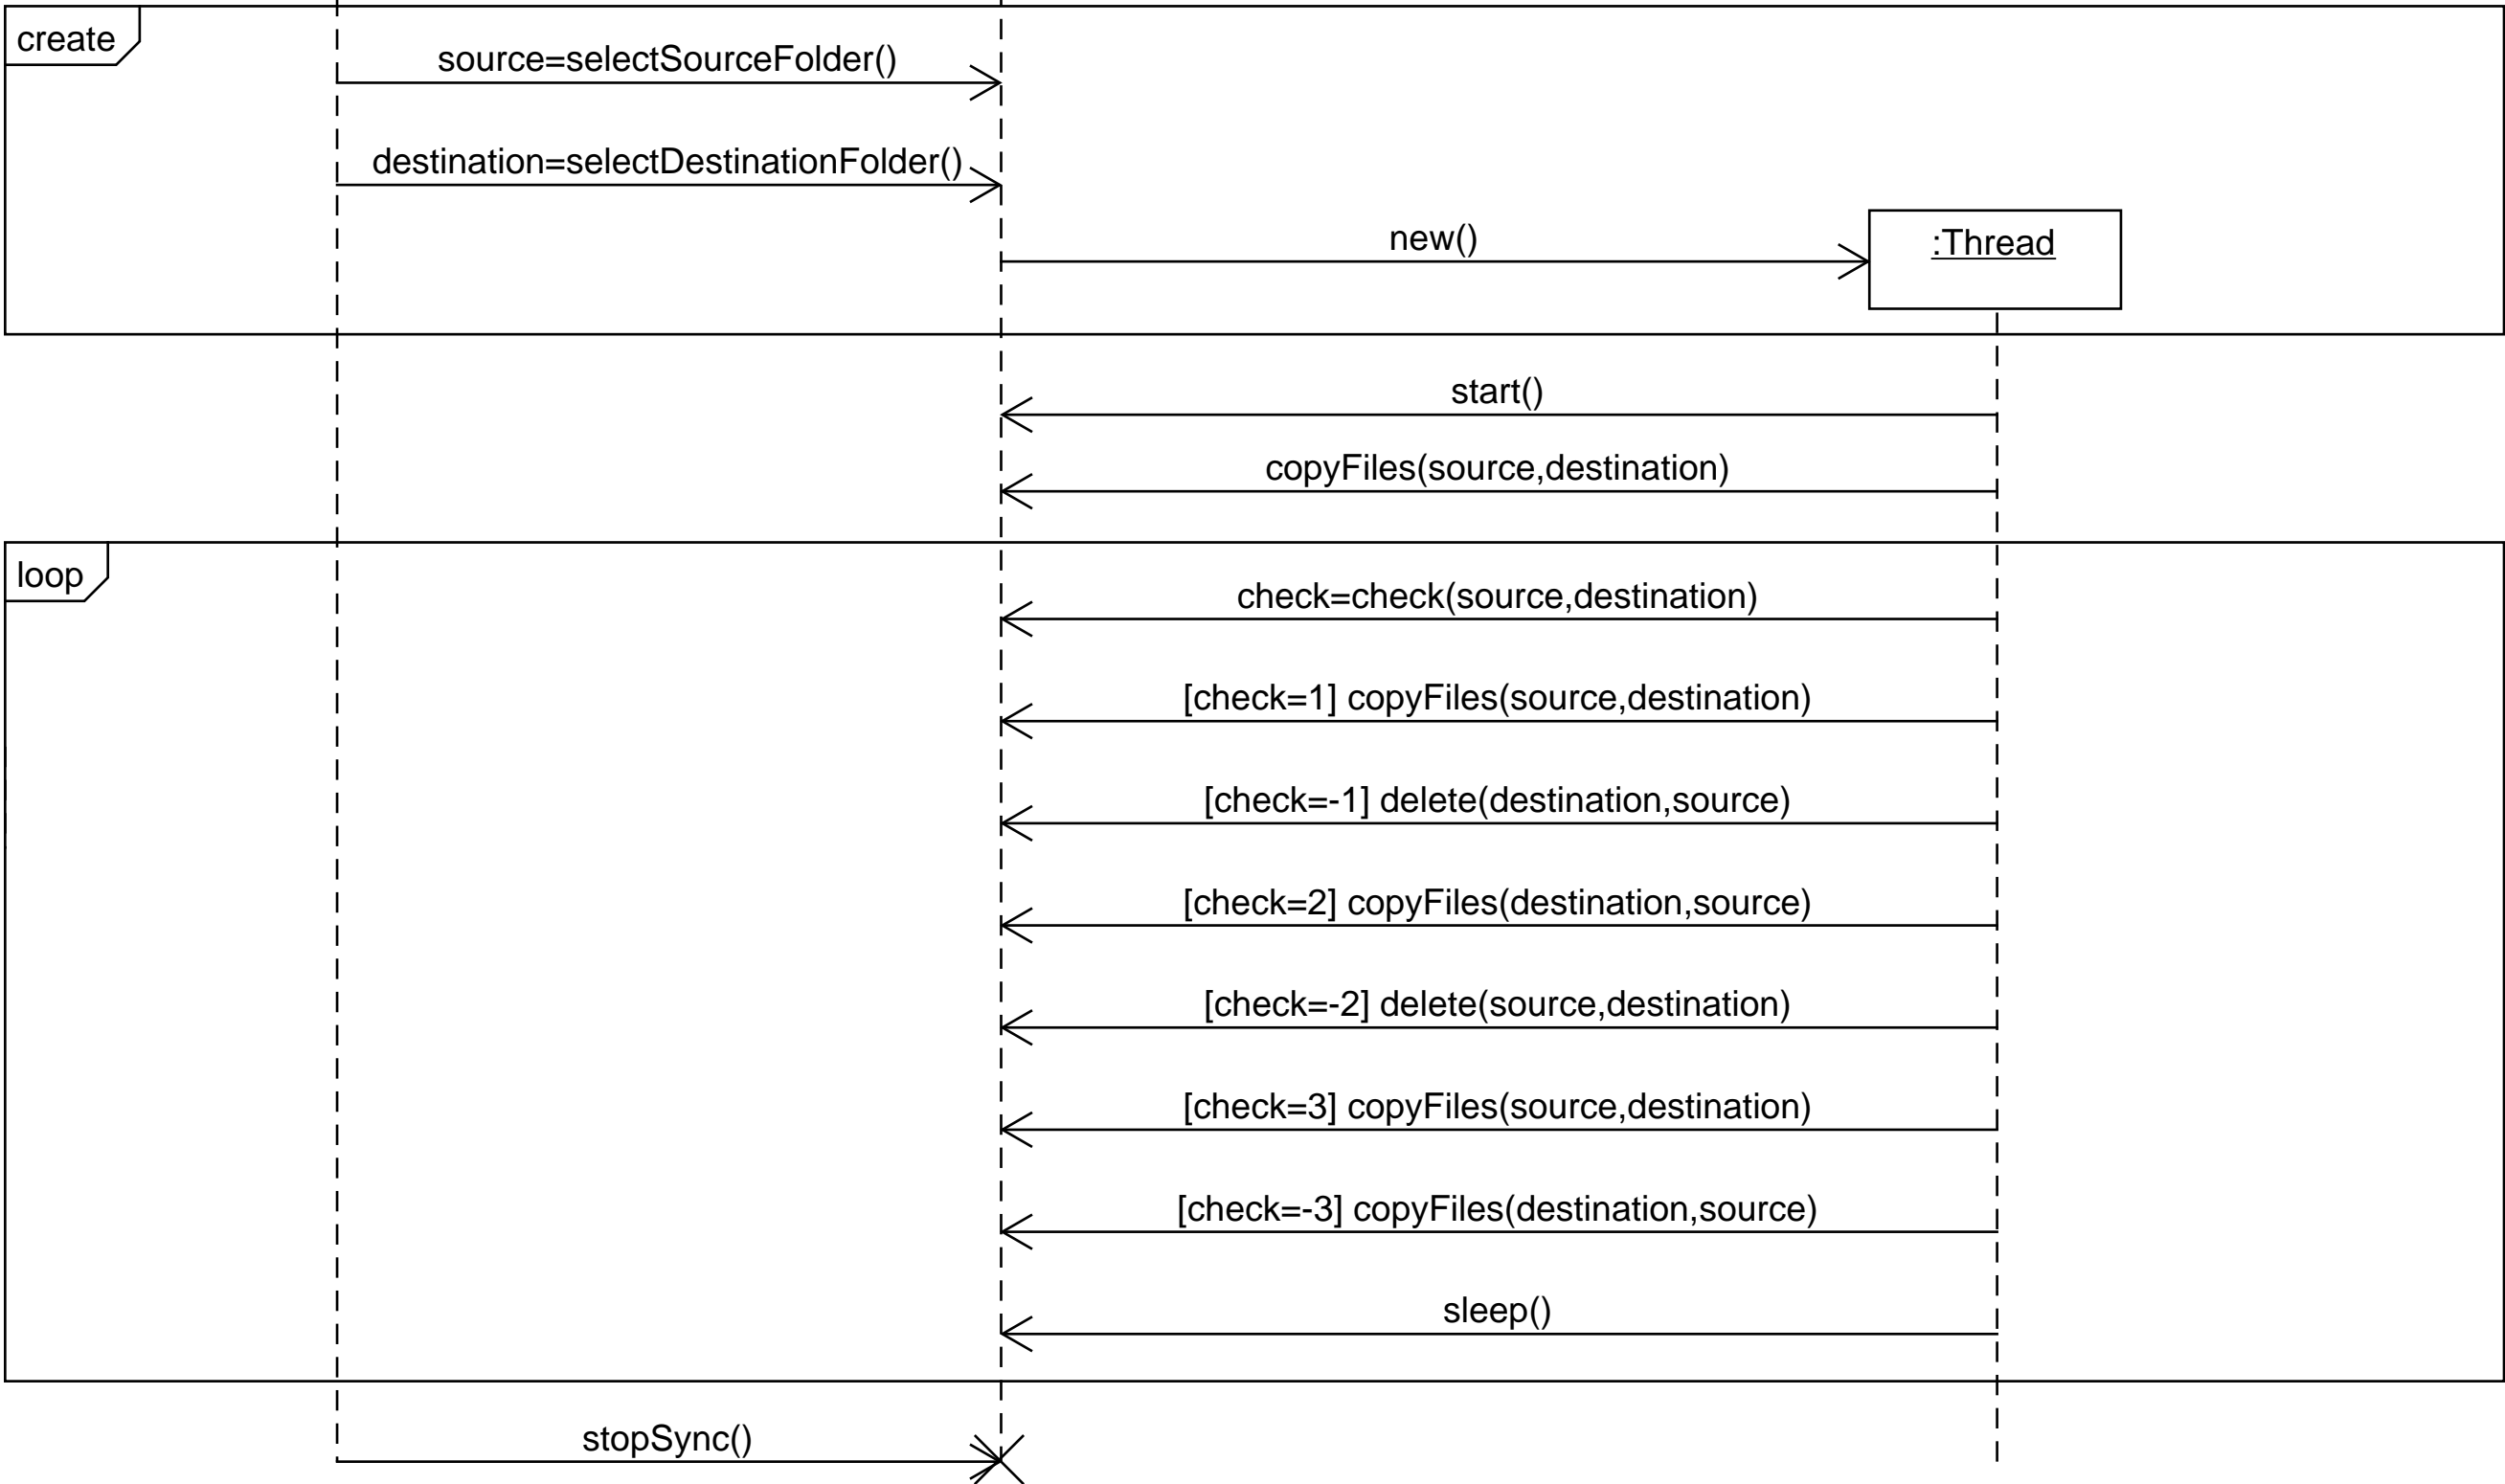 create
source=selectSourceFolder()
destination=selectDestinationFolder()
new()
:Thread
start()
copyFiles(source,destination)
loop
check=check(source,destination)
[check=1] copyFiles(source,destination)
[check=-1] delete(destination,source)
[check=2] copyFiles(destination,source)
[check=-2] delete(source,destination)
[check=3] copyFiles(source,destination)
[check=-3] copyFiles(destination,source)
sleep()
stopSync()